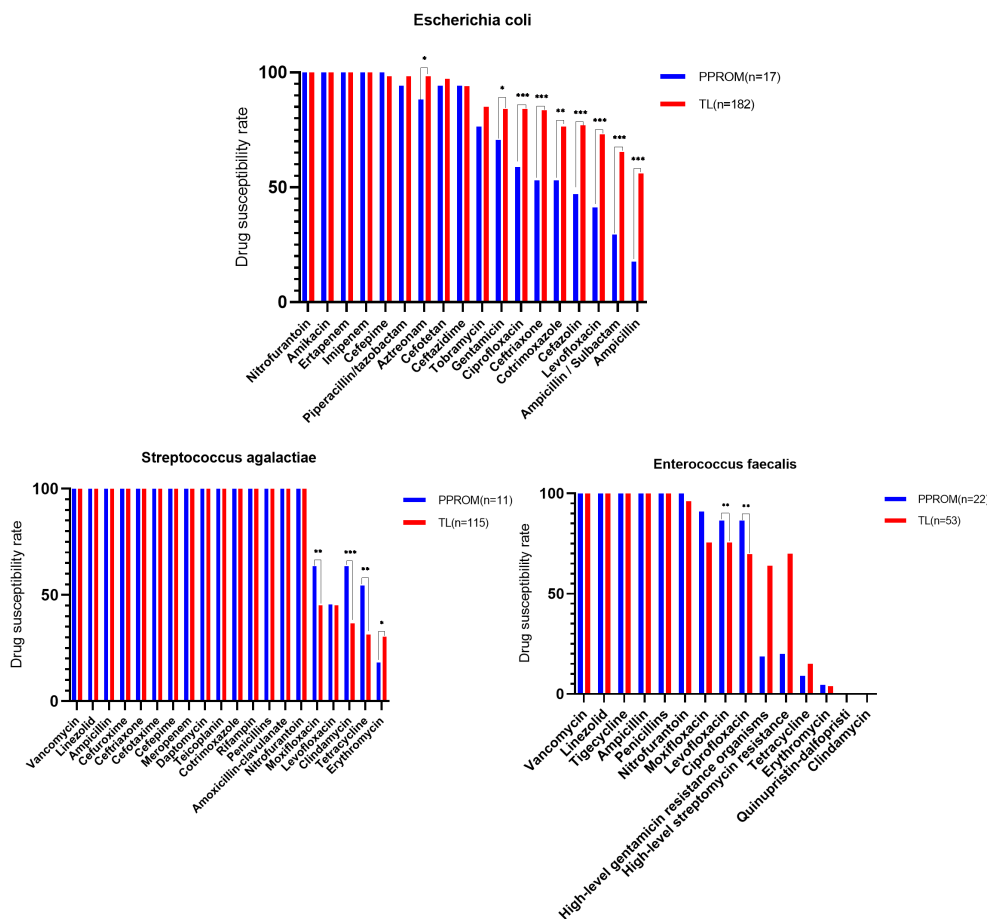 Escherichia coli
Drug susceptibility rate
100
50
0
*
*
***
***
**
***
***
***
***
PPROM(n=17)
TL(n=182)
Nitrofurantoin
Amikacin
Ertapenem
Imipenem
Cefepime
Piperacillin/tazobactam
Aztreonam
Cefotetan
Ceftazidime
Tobramycin
Gentamicin
Ciprofloxacin
Ceftriaxone
Cotrimoxazole
Cefazolin
Levofloxacin
Ampicillin / Sulbactam
Ampicillin
Streptococcus agalactiae
Drug susceptibility rate
100
50
0
**
***
**
*
PPROM(n=11)
TL(n=115)
Vancomycin
Linezolid
Ampicillin
Cefuroxime
Ceftriaxone
Cefotaxime
Cefepime
Meropenem
Daptomycin
Teicoplanin
Cotrimoxazole
Rifampin
Penicillins
Amoxicillin-clavulanate
Nitrofurantoin
Moxifloxacin
Levofloxacin
Clindamycin
Tetracycline
Erythromycin
Enterococcus faecalis
Drug susceptibility rate
100
50
0
**
**
PPROM(n=22)
TL(n=53)
Vancomycin
Linezolid
Tigecycline
Ampicillin
Penicillins
Nitrofurantoin
Moxifloxacin
Levofloxacin
Ciprofloxacin
High-level gentamicin resistance organisms
High-level streptomycin resistance
Tetracycline
Erythromycin
Quinupristin-dalfopristi
Clindamycin